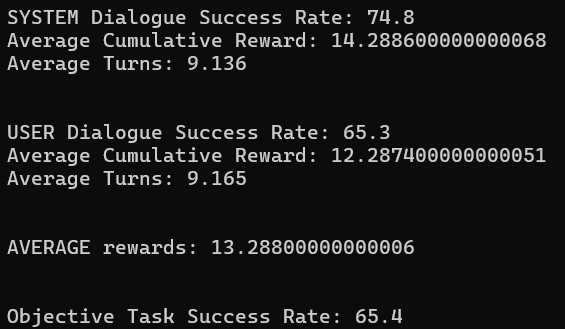 SYSTEM Dialogue Success Rate: 74.8
Average Cumulative Reward: 14.288600000000068
Average Turns: 9.136
USER Dialogue Success Rate: 65.3
Average Cumulative Reward: 12.287400000000051
Average Turns: 9.165
AVERAGE rewards: 13.28800000000006
Objective Task Success Rate: 65.4